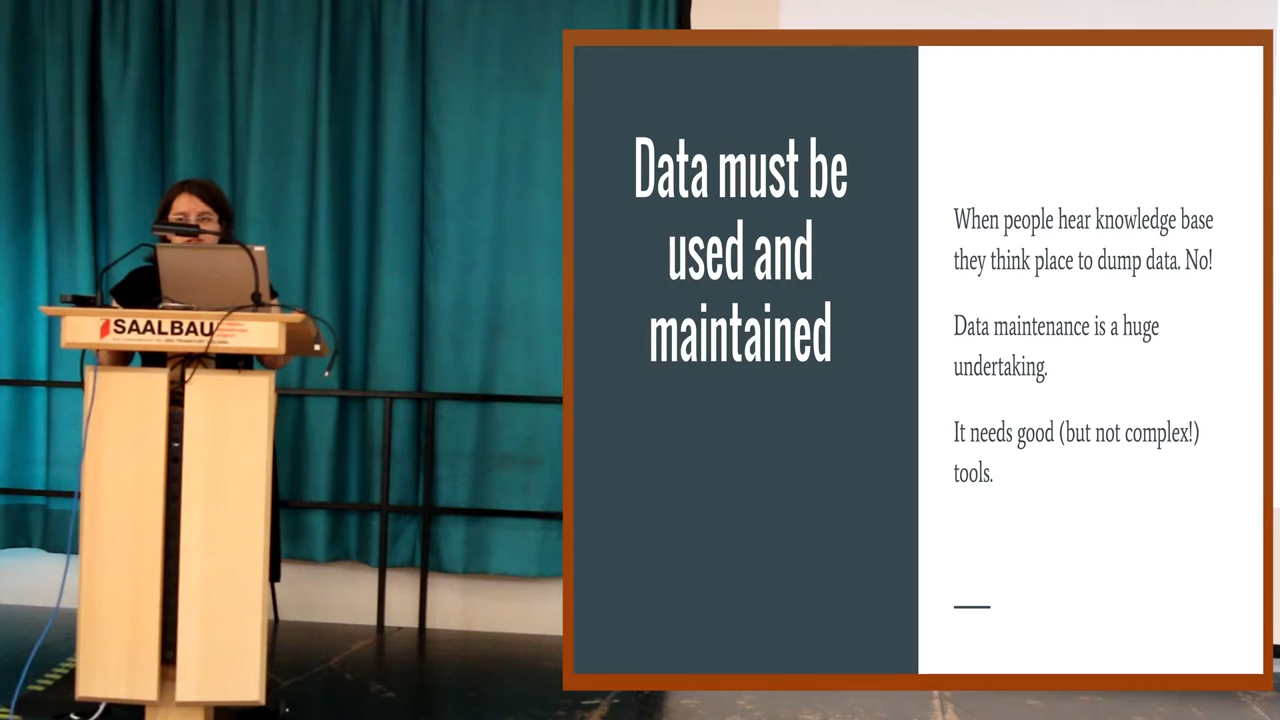 SAALBAU
Data must be
used and
maintained
When people hear knowledge base
they think place to dump data. No!
Data maintenance is a huge
undertaking.
It needs good (but not complex!)
tools.